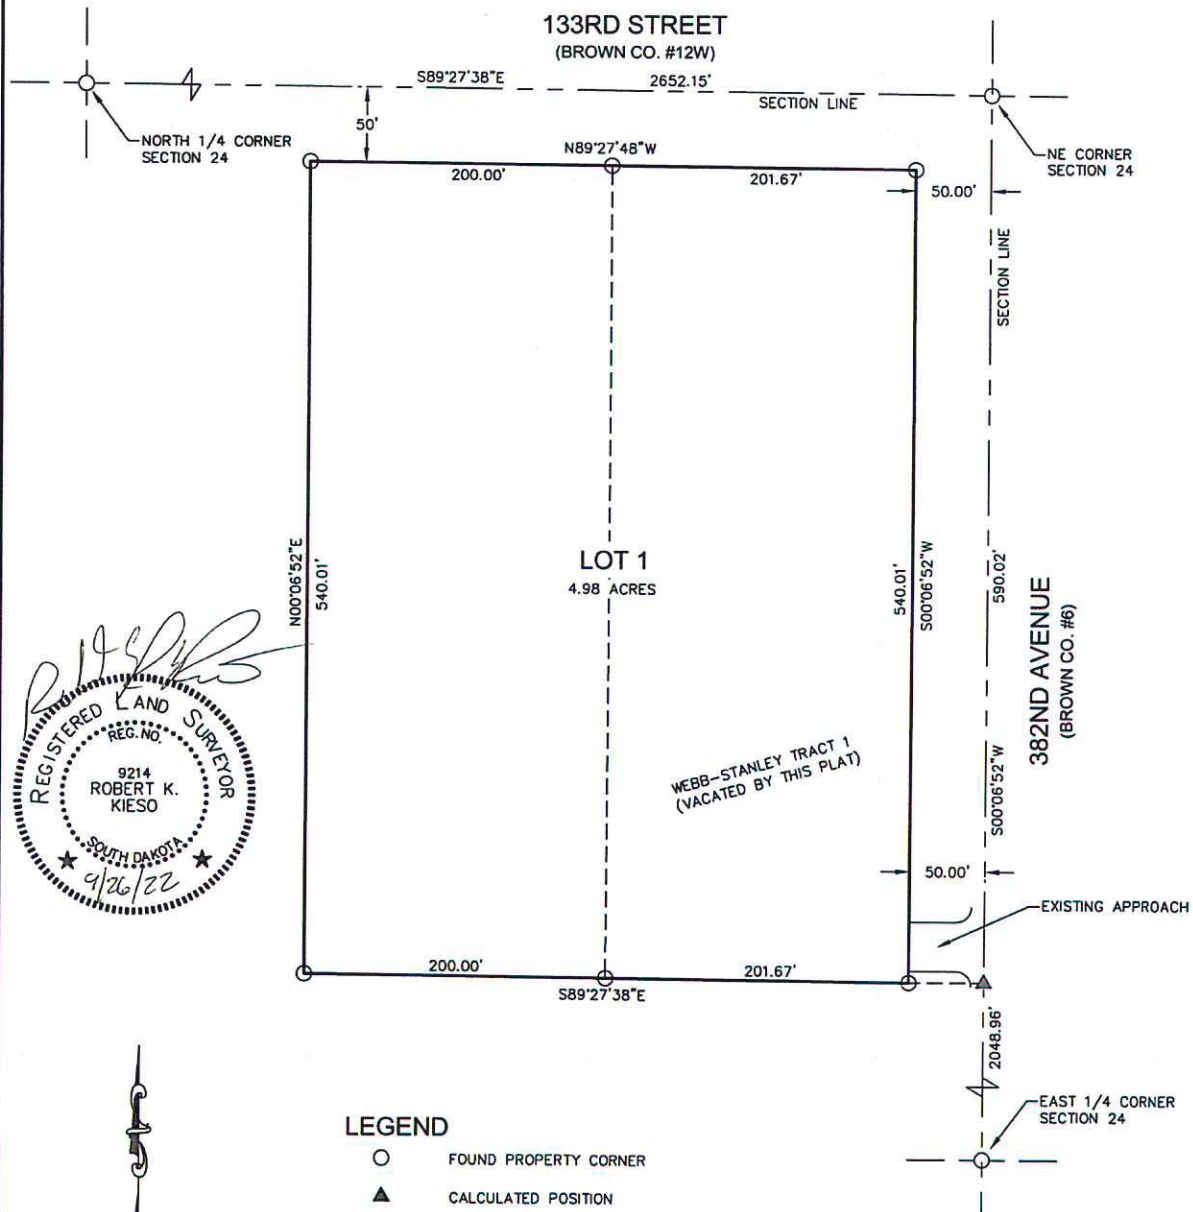 133RD STREET
(BROWN CO. #12W)
S89°27'38"E
2652.15'
SECTION LINE
50'
NORTH 1/4 CORNER
SECTION 24
N89°27'48"W
200.00'
201.67'
NE CORNER
SECTION 24
50.00'
SECTION LINE
N00°06'52"E
540.01'
LOT 1
4.98 ACRES
540.01'
S00°06'52"W
590.02'
382ND AVENUE
(BROWN CO. #6)
REGISTERED LAND SURVEYOR
REG. NO.
9214
ROBERT K.
KIESO
SOUTH DAKOTA
9/26/22
WEBB-STANLEY TRACT 1
(VACATED BY THIS PLAT)
S00°06'52"W
50.00'
EXISTING APPROACH
200.00'
201.67'
S89°27'38"E
2048.96'
EAST 1/4 CORNER
SECTION 24
LEGEND
FOUND PROPERTY CORNER
CALCULATED POSITION